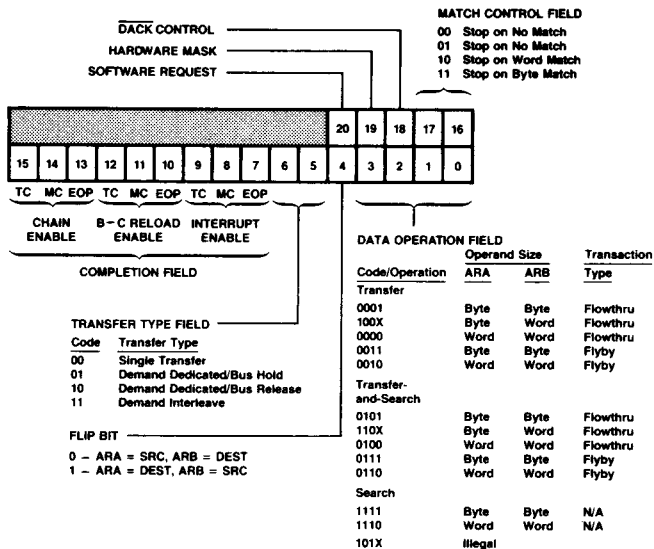 MATCH CONTROL FIELD
00 Stop on No Match
01 Stop on No Match
10 Stop on Word Match
11 Stop on Byte Match
DACK CONTROL
HARDWARE MASK
SOFTWARE REQUEST
20 19 18 17 16
15 14 13 12 11 10 9 8 7 6 5 4 3 2 1 0
TC MC EOP TC MC EOP TC MC EOP
CHAIN ENABLE
B-C RELOAD ENABLE
INTERRUPT ENABLE
COMPLETION FIELD
TRANSFER TYPE FIELD
Code Transfer Type
00 Single Transfer
01 Demand Dedicated/Bus Hold
10 Demand Dedicated/Bus Release
11 Demand Interleave
FLIP BIT
0 – ARA = SRC, ARB = DEST
1 – ARA = DEST, ARB = SRC
DATA OPERATION FIELD
Operand Size Transaction
Code/Operation ARA ARB Type
Transfer
0001 Byte Byte Flowthru
100X Byte Word Flowthru
0000 Word Word Flowthru
0011 Byte Byte Flyby
0010 Word Word Flyby
Transfer-
and-Search
0101 Byte Byte Flowthru
110X Byte Word Flowthru
0100 Word Word Flowthru
0111 Byte Byte Flyby
0110 Word Word Flyby
Search
1111 Byte Byte N/A
1110 Word Word N/A
101X Illegal